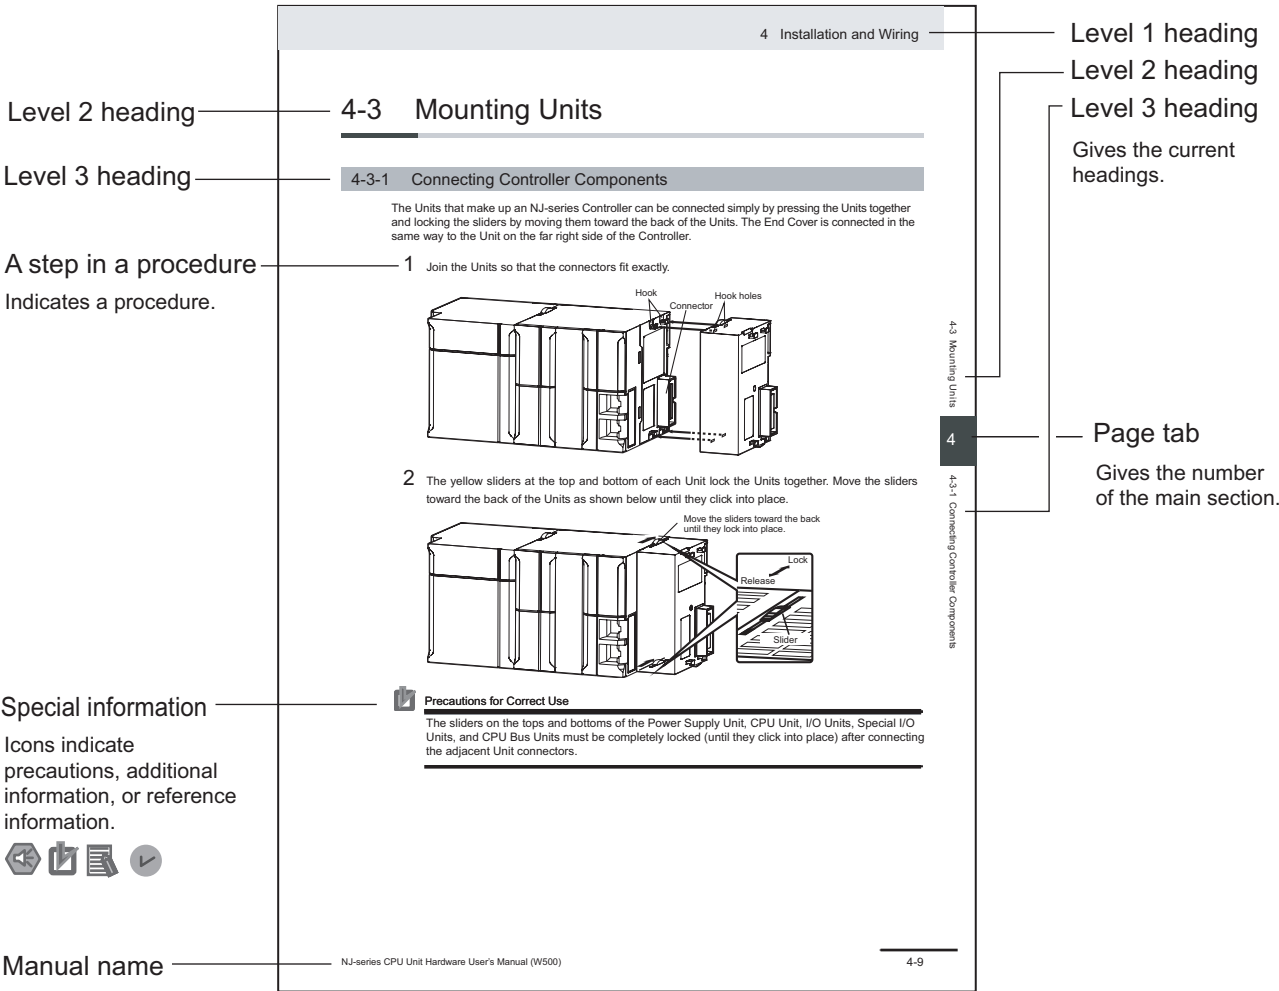 4 Installation and Wiring
Level 1 heading
Level 2 heading
Level 3 heading
Gives the current
headings.
Level 2 heading
4-3 Mounting Units
Level 3 heading
4-3-1 Connecting Controller Components
The Units that make up an NJ-series Controller can be connected simply by pressing the Units together
and locking the sliders by moving them toward the back of the Units. The End Cover is connected in the
same way to the Unit on the far right side of the Controller.
A step in a procedure
Indicates a procedure.
1 Join the Units so that the connectors fit exactly.
Hook
Connector
Hook holes
4-3 Mounting Units
4
4-3-1 Connecting Controller Components
Page tab
Gives the number
of the main section.
2 The yellow sliders at the top and bottom of each Unit lock the Units together. Move the sliders
toward the back of the Units as shown below until they click into place.
Move the sliders toward the back
until they lock into place.
Lock
Release
Slider
Special information
Icons indicate
precautions, additional
information, or reference
information.
Precautions for Correct Use
The sliders on the tops and bottoms of the Power Supply Unit, CPU Unit, I/O Units, Special I/O
Units, and CPU Bus Units must be completely locked (until they click into place) after connecting
the adjacent Unit connectors.
Manual name
NJ-series CPU Unit Hardware User's Manual (W500)
4-9